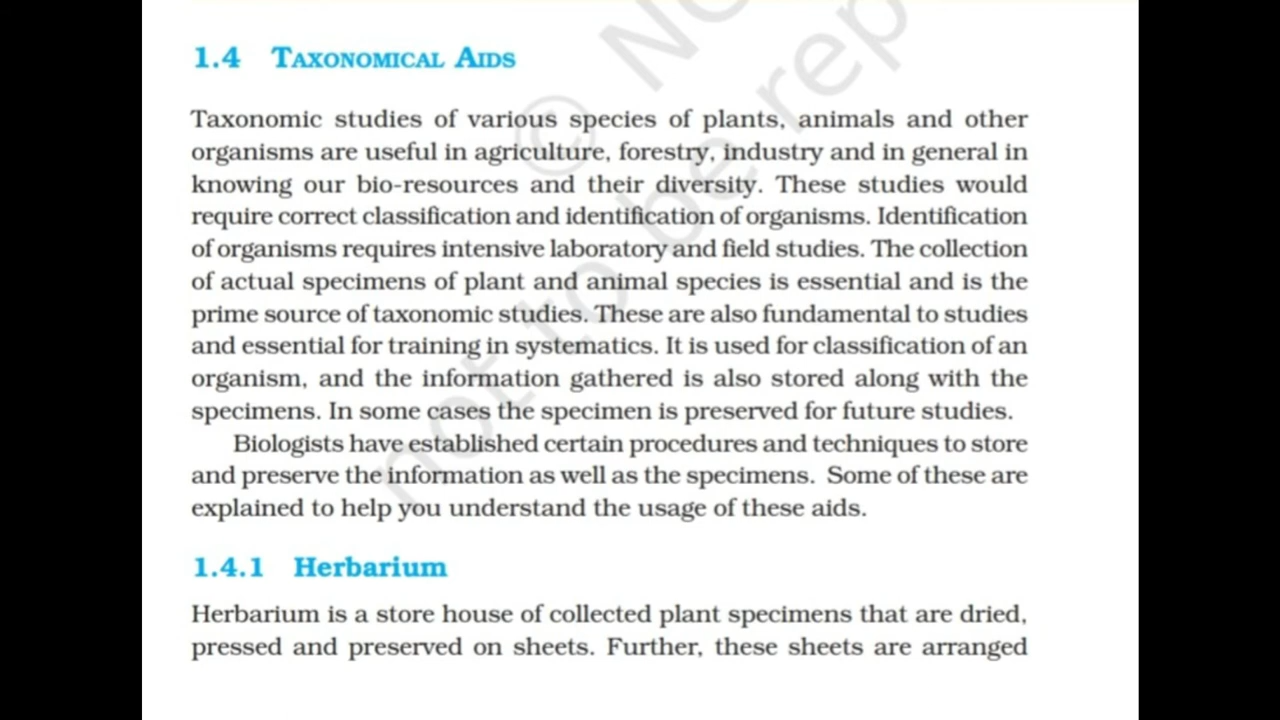 1.4 TAXONOMICAL AIDS
Taxonomic studies of various species of plants, animals and other
organisms are useful in agriculture, forestry, industry and in general in
knowing our bio-resources and their diversity. These studies would
require correct classification and identification of organisms. Identification
of organisms requires intensive laboratory and field studies. The collection
of actual specimens of plant and animal species is essential and is the
prime source of taxonomic studies. These are also fundamental to studies
and essential for training in systematics. It is used for classification of an
organism, and the information gathered is also stored along with the
specimens. In some cases the specimen is preserved for future studies.
Biologists have established certain procedures and techniques to store
and preserve the information as well as the specimens. Some of these are
explained to help you understand the usage of these aids.
1.4.1 Herbarium
Herbarium is a store house of collected plant specimens that are dried,
pressed and preserved on sheets. Further, these sheets are arranged
©
not to be